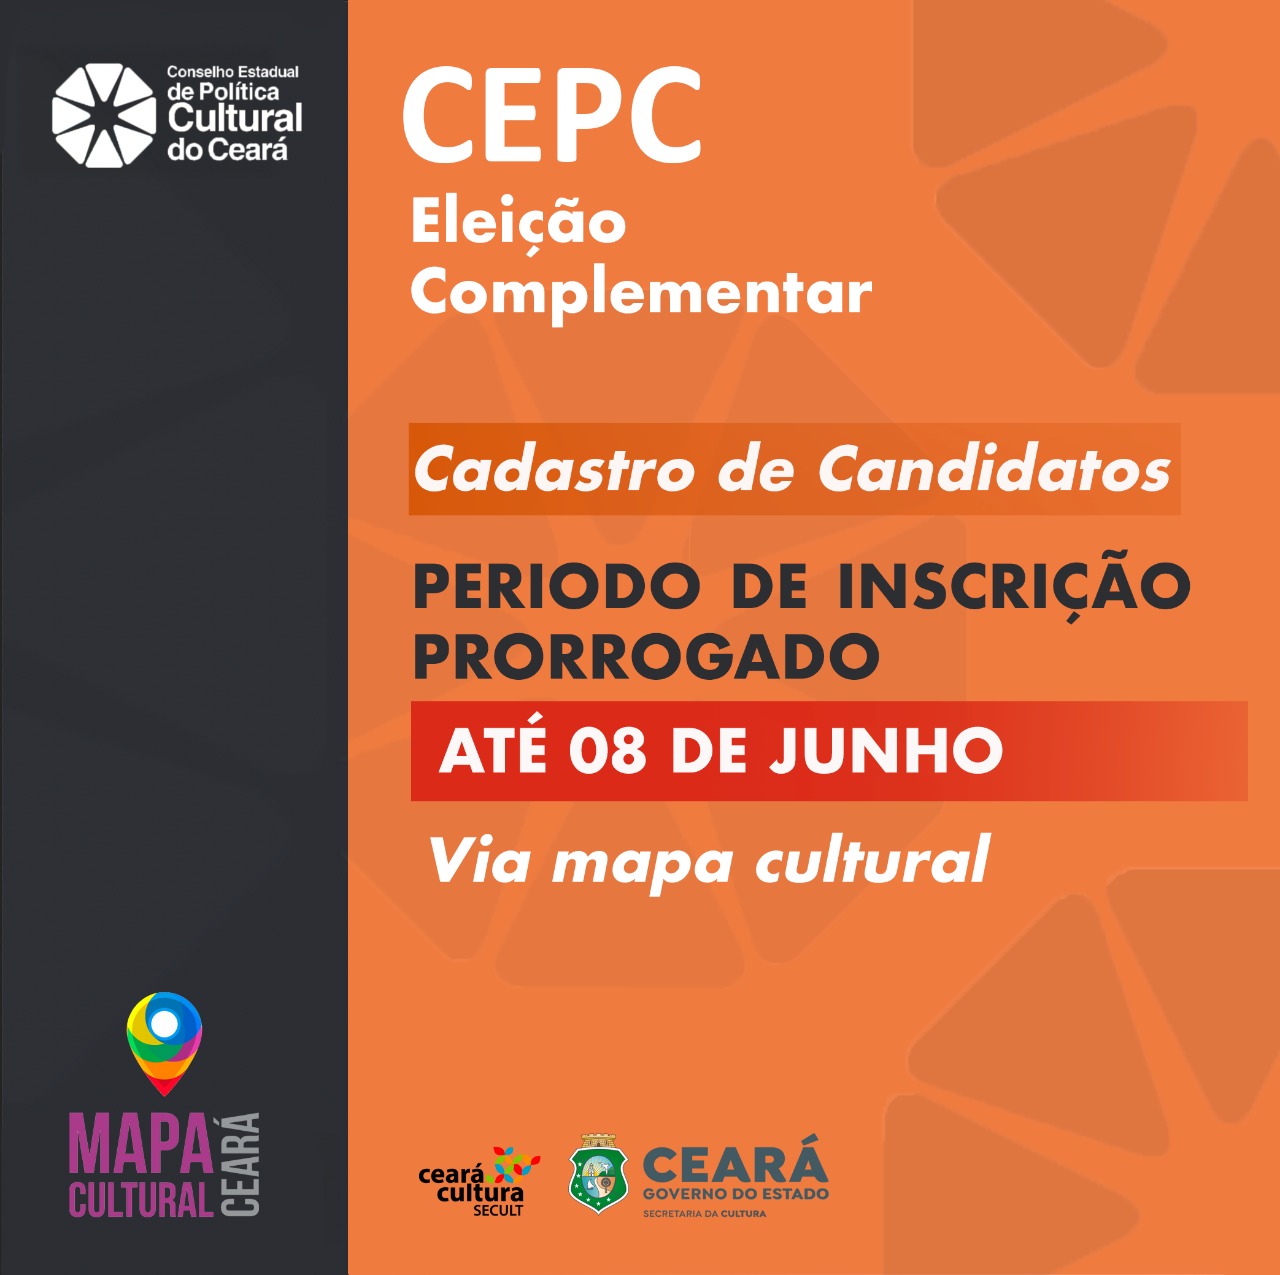 Conselho Estadual
de Política
Cultural
do Ceará
CEPC
Eleição
Complementar
Cadastro de Candidatos
PERIODO DE INSCRIÇÃO
PRORROGADO
ATÉ 08 DE JUNHO
Via mapa cultural
MAPA
CULTURAL
CEARÁ
ceará
cultura
SECULT
CEARÁ
GOVERNO DO ESTADO
SECRETARIA DA CULTURA